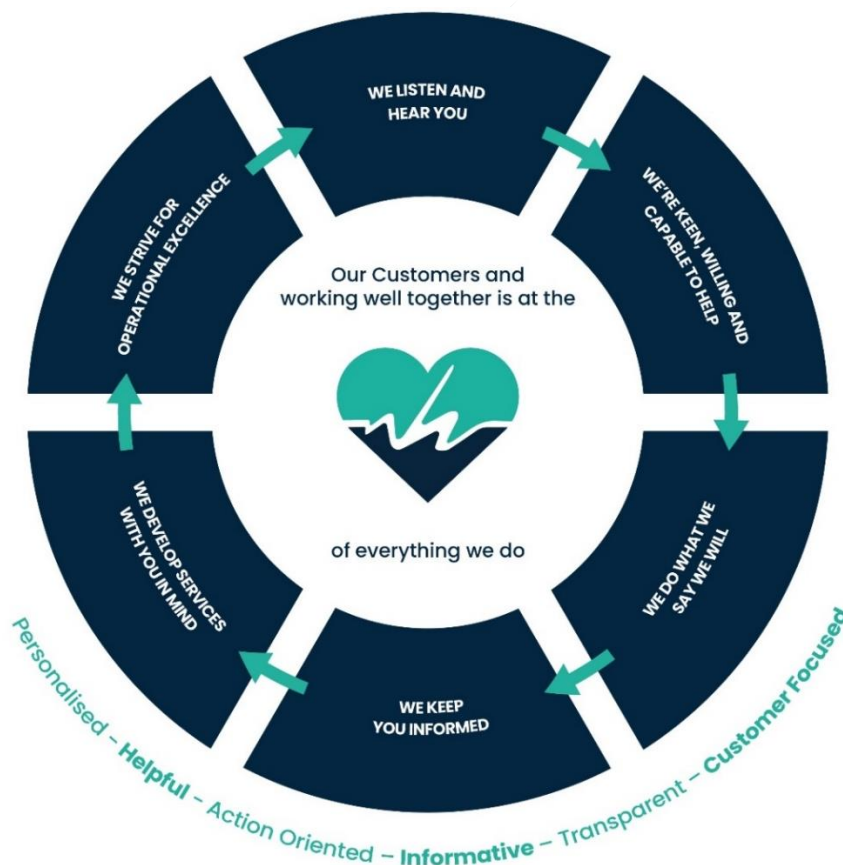 WE LISTEN AND
HEAR YOU
WE'RE KEEN, WILLING AND
CAPABLE TO HELP
WE DO WHAT WE
SAY WE WILL
WE KEEP
YOU INFORMED
WE DEVELOP SERVICES
WITH YOU IN MIND
WE STRIVE FOR
OPERATIONAL EXCELLENCE
Our Customers and
working well together is at the
of everything we do
Personalised – Helpful – Action Oriented – Informative – Transparent – Customer Focused